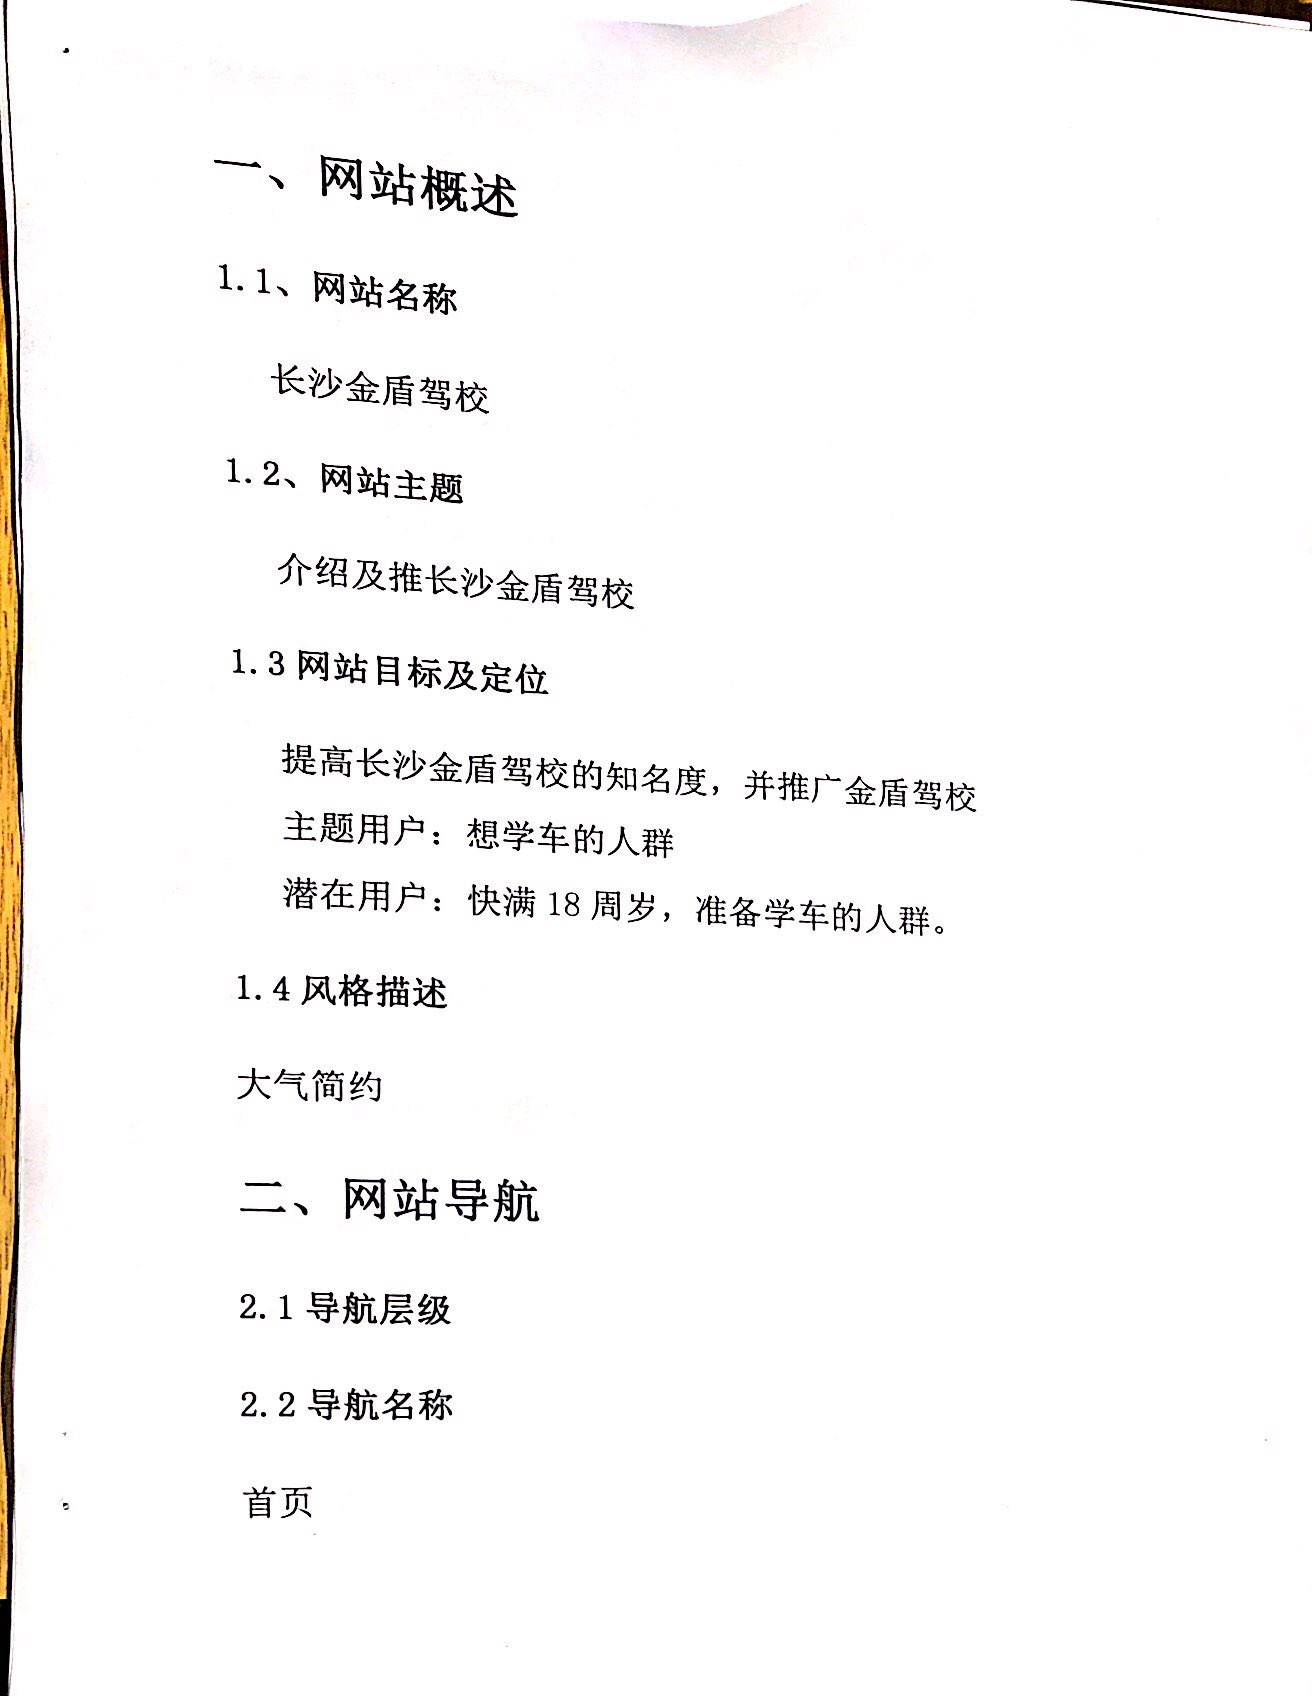 一、网站概述
1.1、网站名称
长沙金盾驾校
1.2、网站主题
介绍及推长沙金盾驾校
1.3 网站目标及定位
提高长沙金盾驾校的知名度，并推广金盾驾校
主题用户：想学车的人群
潜在用户：快满 18 周岁，准备学车的人群。
1.4 风格描述
大气简约
二、网站导航
2.1 导航层级
2.2 导航名称
首页